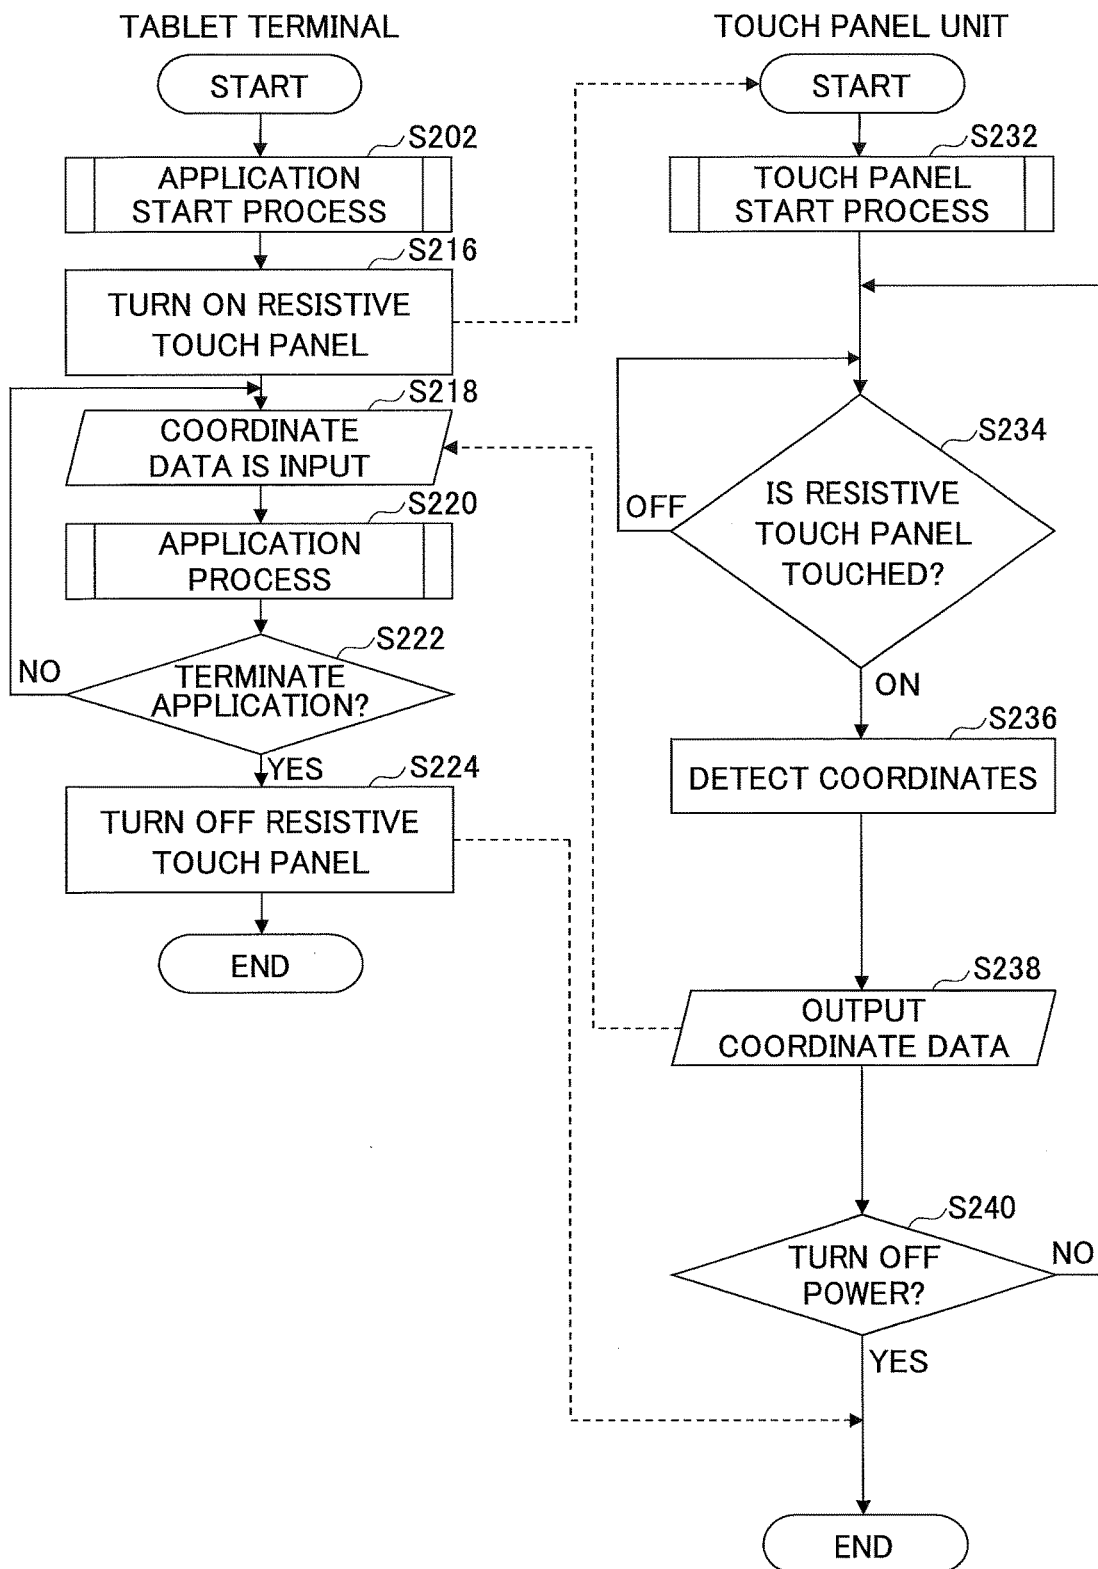 TABLET TERMINAL
START
S202
APPLICATION
START PROCESS
S216
TURN ON RESISTIVE
TOUCH PANEL
S218
COORDINATE
DATA IS INPUT
S220
APPLICATION
PROCESS
S222
TERMINATE
APPLICATION?
NO
YES
S224
TURN OFF RESISTIVE
TOUCH PANEL
END
TOUCH PANEL UNIT
START
S232
TOUCH PANEL
START PROCESS
S234
IS RESISTIVE
TOUCH PANEL
TOUCHED?
OFF
ON
S236
DETECT COORDINATES
S238
OUTPUT
COORDINATE DATA
S240
TURN OFF
POWER?
NO
YES
END